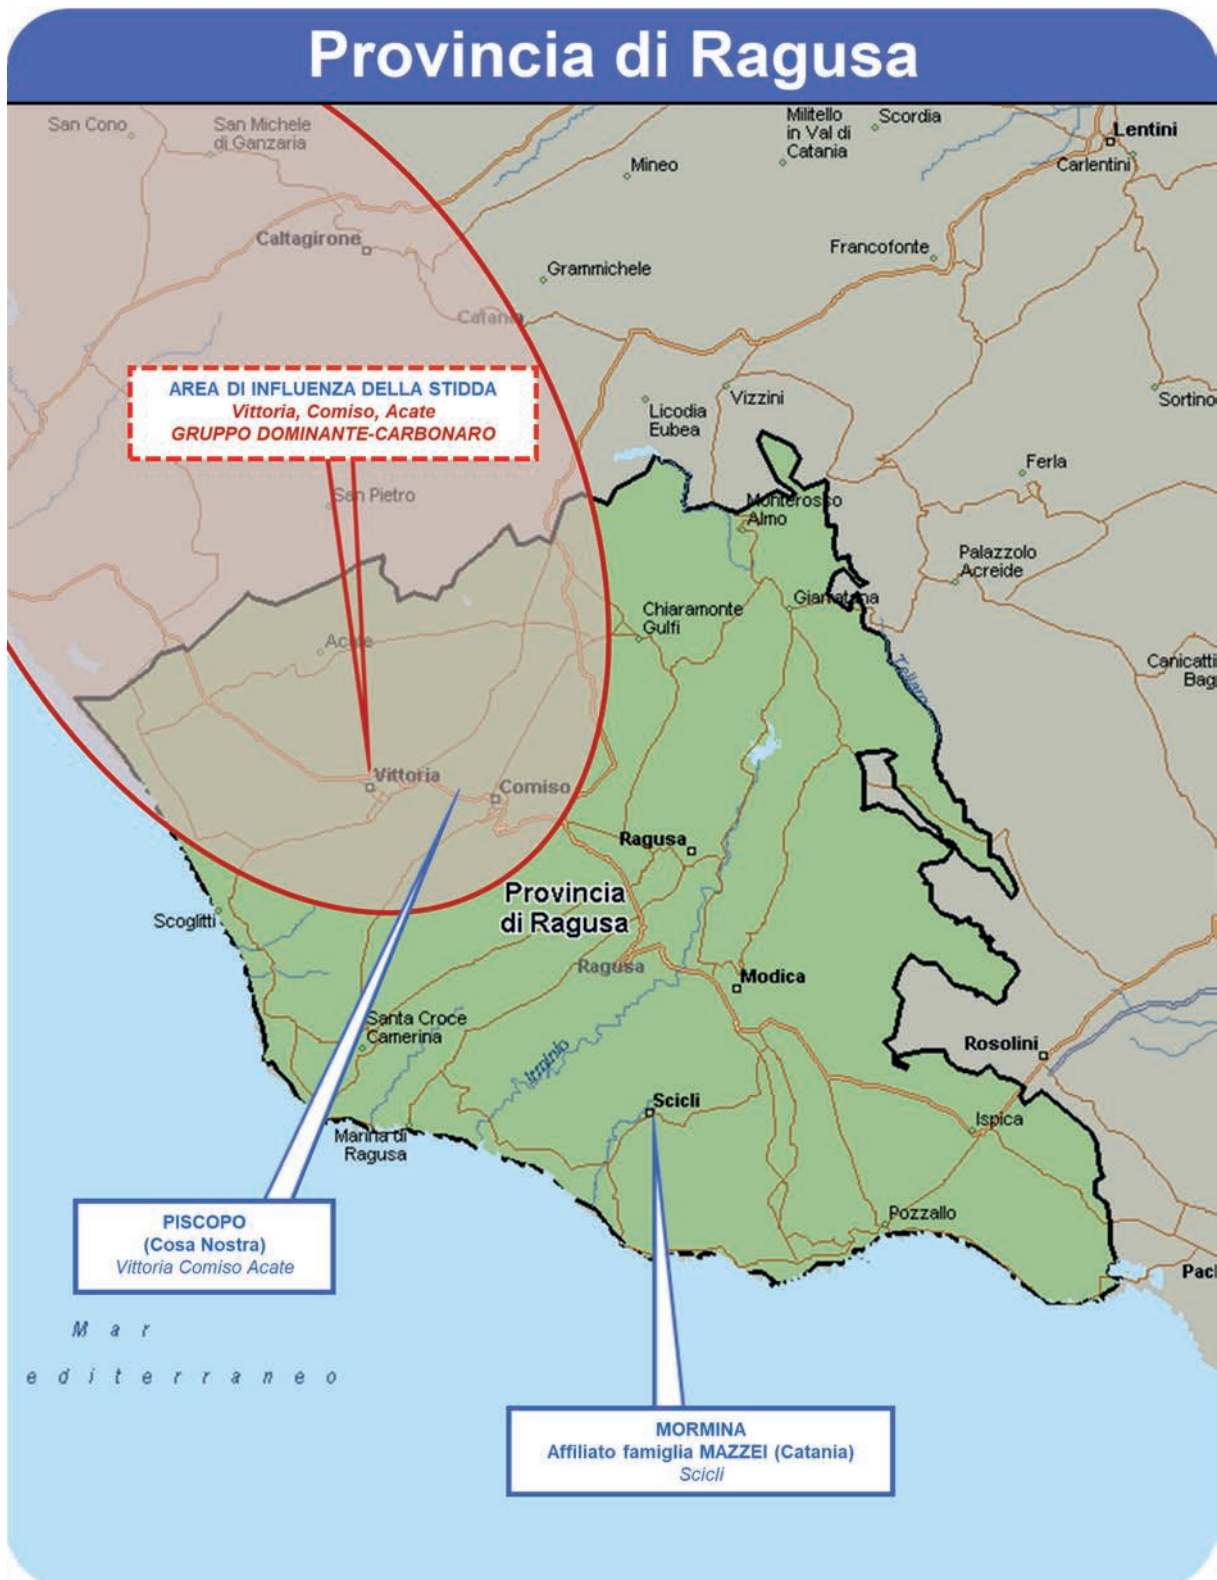 Provincia di Ragusa
San Cono
San Michele
di Ganzaria
Militello
in Val di
Catania
Scordia
Lentini
Carlentini
Mineo
Caltagirone
Francofonte
Grammichele
Catania
AREA DI INFLUENZA DELLA STIDDA
Vittoria, Comiso, Acate
GRUPPO DOMINANTE-CARBONARO
Licodia
Eubea
Vizzini
Sortino
Ferla
San Pietro
Monterosso
Almo
Palazzolo
Acreide
Acate
Chiaramonte
Gulfi
Giarratana
Tellaro
Canicatti
Bag
Vittoria
Comiso
Ragusa
Provincia
di Ragusa
Scoglitti
Ragusa
Modica
Santa Croce
Camerina
Irminio
Rosolini
Scicli
Ispica
Marina di
Ragusa
Pozzallo
PISCOPO
(Cosa Nostra)
Vittoria Comiso Acate
Pacl
Mar
editerraneo
MORMINA
Affiliato famiglia MAZZEI (Catania)
Scicli